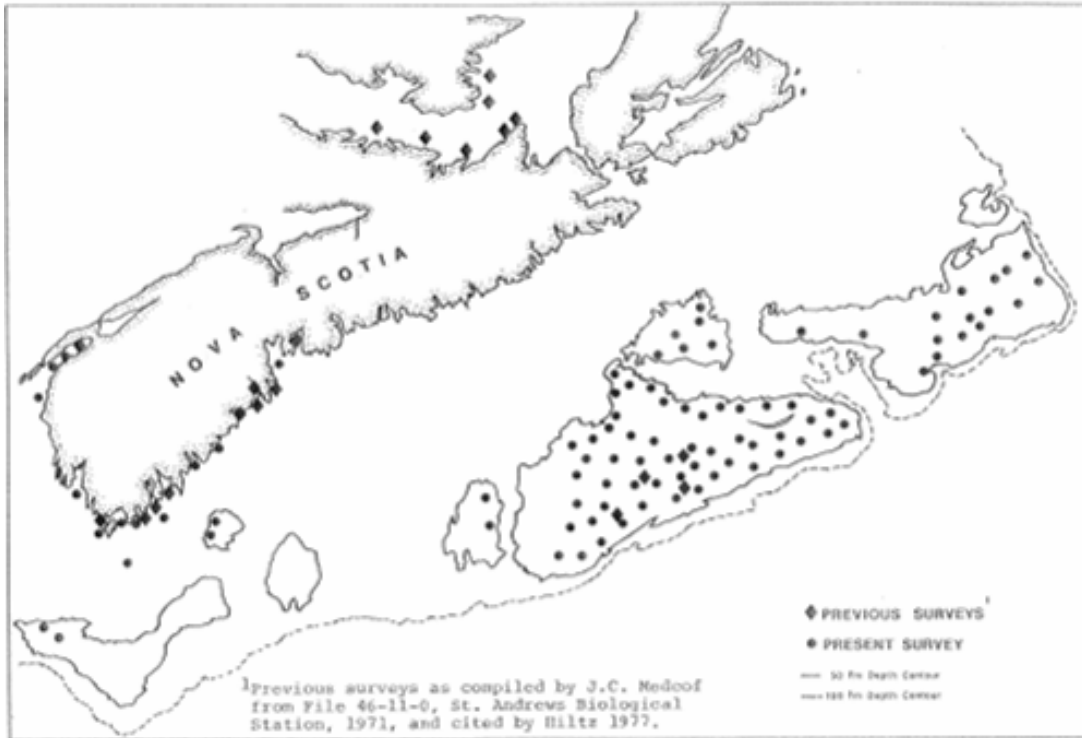 NOVA SCOTIA
PREVIOUS SURVEYS¹
PRESENT SURVEY
50 Fm Depth Contour
100 Fm Depth Contour
¹Previous surveys as compiled by J.C. Medcof
from File 46-11-0, St. Andrews Biological
Station, 1971, and cited by Hiltz 1977.